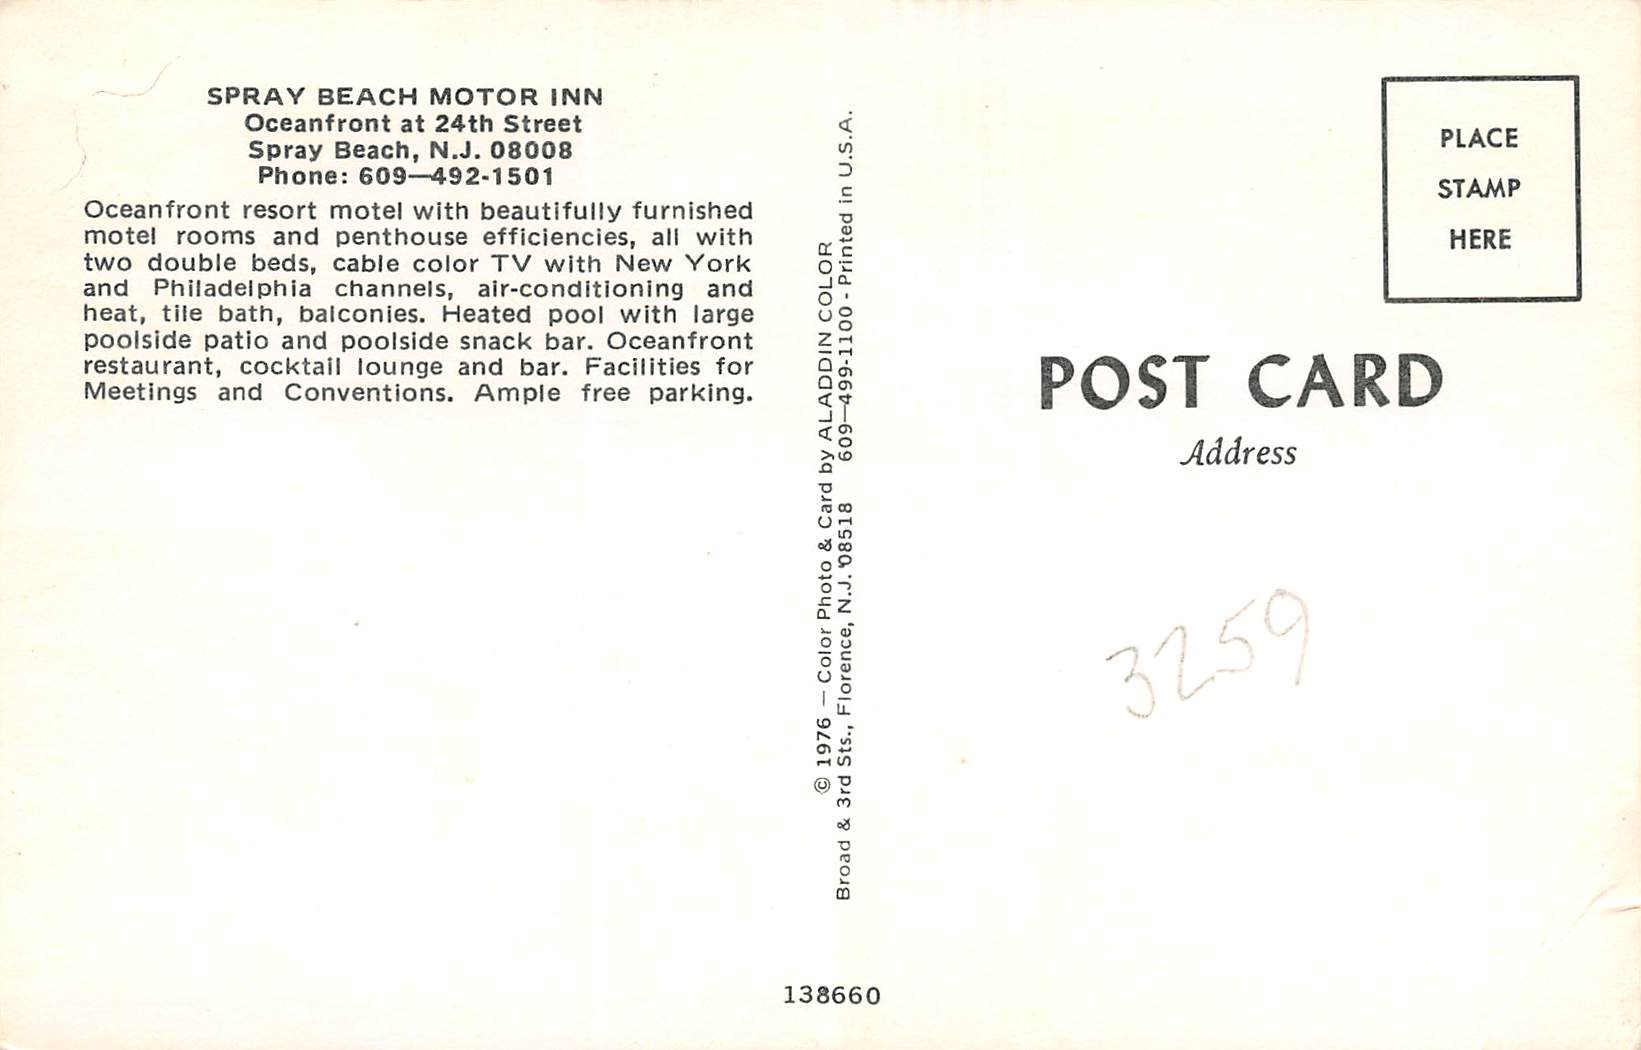 SPRAY BEACH MOTOR INN
Oceanfront at 24th Street
Spray Beach, N.J. 08008
Phone: 609—492-1501
Oceanfront resort motel with beautifully furnished
motel rooms and penthouse efficiencies, all with
two double beds, cable color TV with New York
and Philadelphia channels, air-conditioning and
heat, tile bath, balconies. Heated pool with large
poolside patio and poolside snack bar. Oceanfront
restaurant, cocktail lounge and bar. Facilities for
Meetings and Conventions. Ample free parking.
© 1976 — Color Photo & Card by ALADDIN COLOR
Broad & 3rd Sts., Florence, N.J. 08518 609—499-1100 - Printed in U.S.A.
PLACE
STAMP
HERE
POST CARD
Address
3259
138660